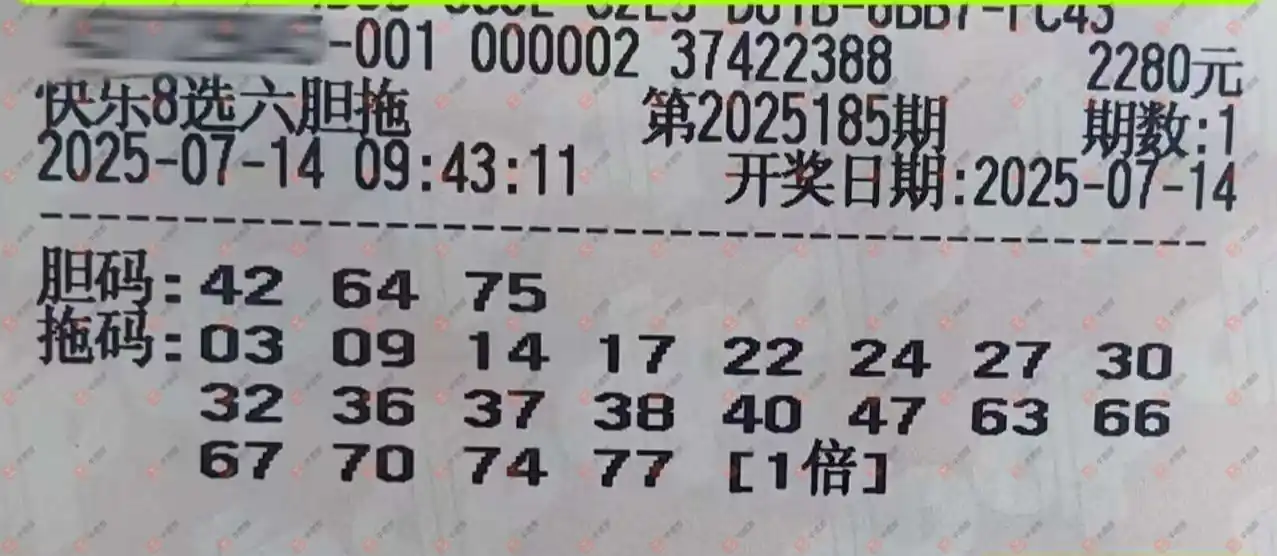 -001 000002 37422388 2280元
快乐8选六胆拖 第2025185期 期数:1
2025-07-14 09:43:11 开奖日期:2025-07-14
胆码:42 64 75
拖码:03 09 14 17 22 24 27 30
32 36 37 38 40 47 63 66
67 70 74 77 [1倍]